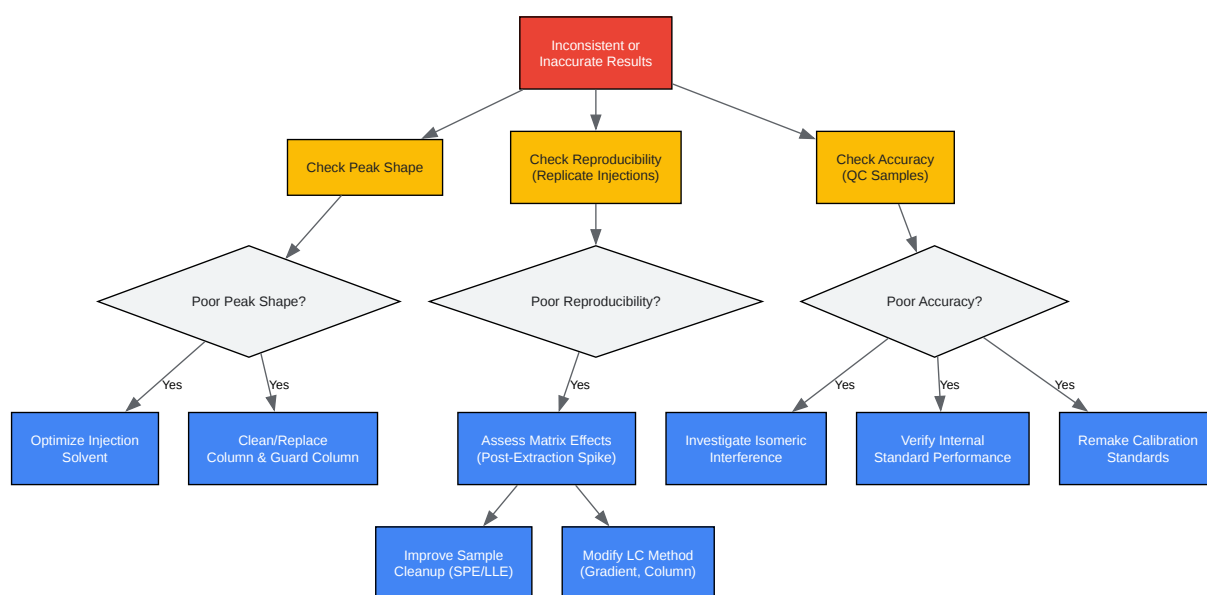 Inconsistent or
Inaccurate Results
Check Peak Shape
Check Reproducibility
(Replicate Injections)
Check Accuracy
(QC Samples)
Poor Peak Shape?
Poor Reproducibility?
Poor Accuracy?
Yes
Yes
Yes
Yes
Yes
Yes
Optimize Injection
Solvent
Clean/Replace
Column & Guard Column
Assess Matrix Effects
(Post-Extraction Spike)
Investigate Isomeric
Interference
Verify Internal
Standard Performance
Remake Calibration
Standards
Improve Sample
Cleanup (SPE/LLE)
Modify LC Method
(Gradient, Column)